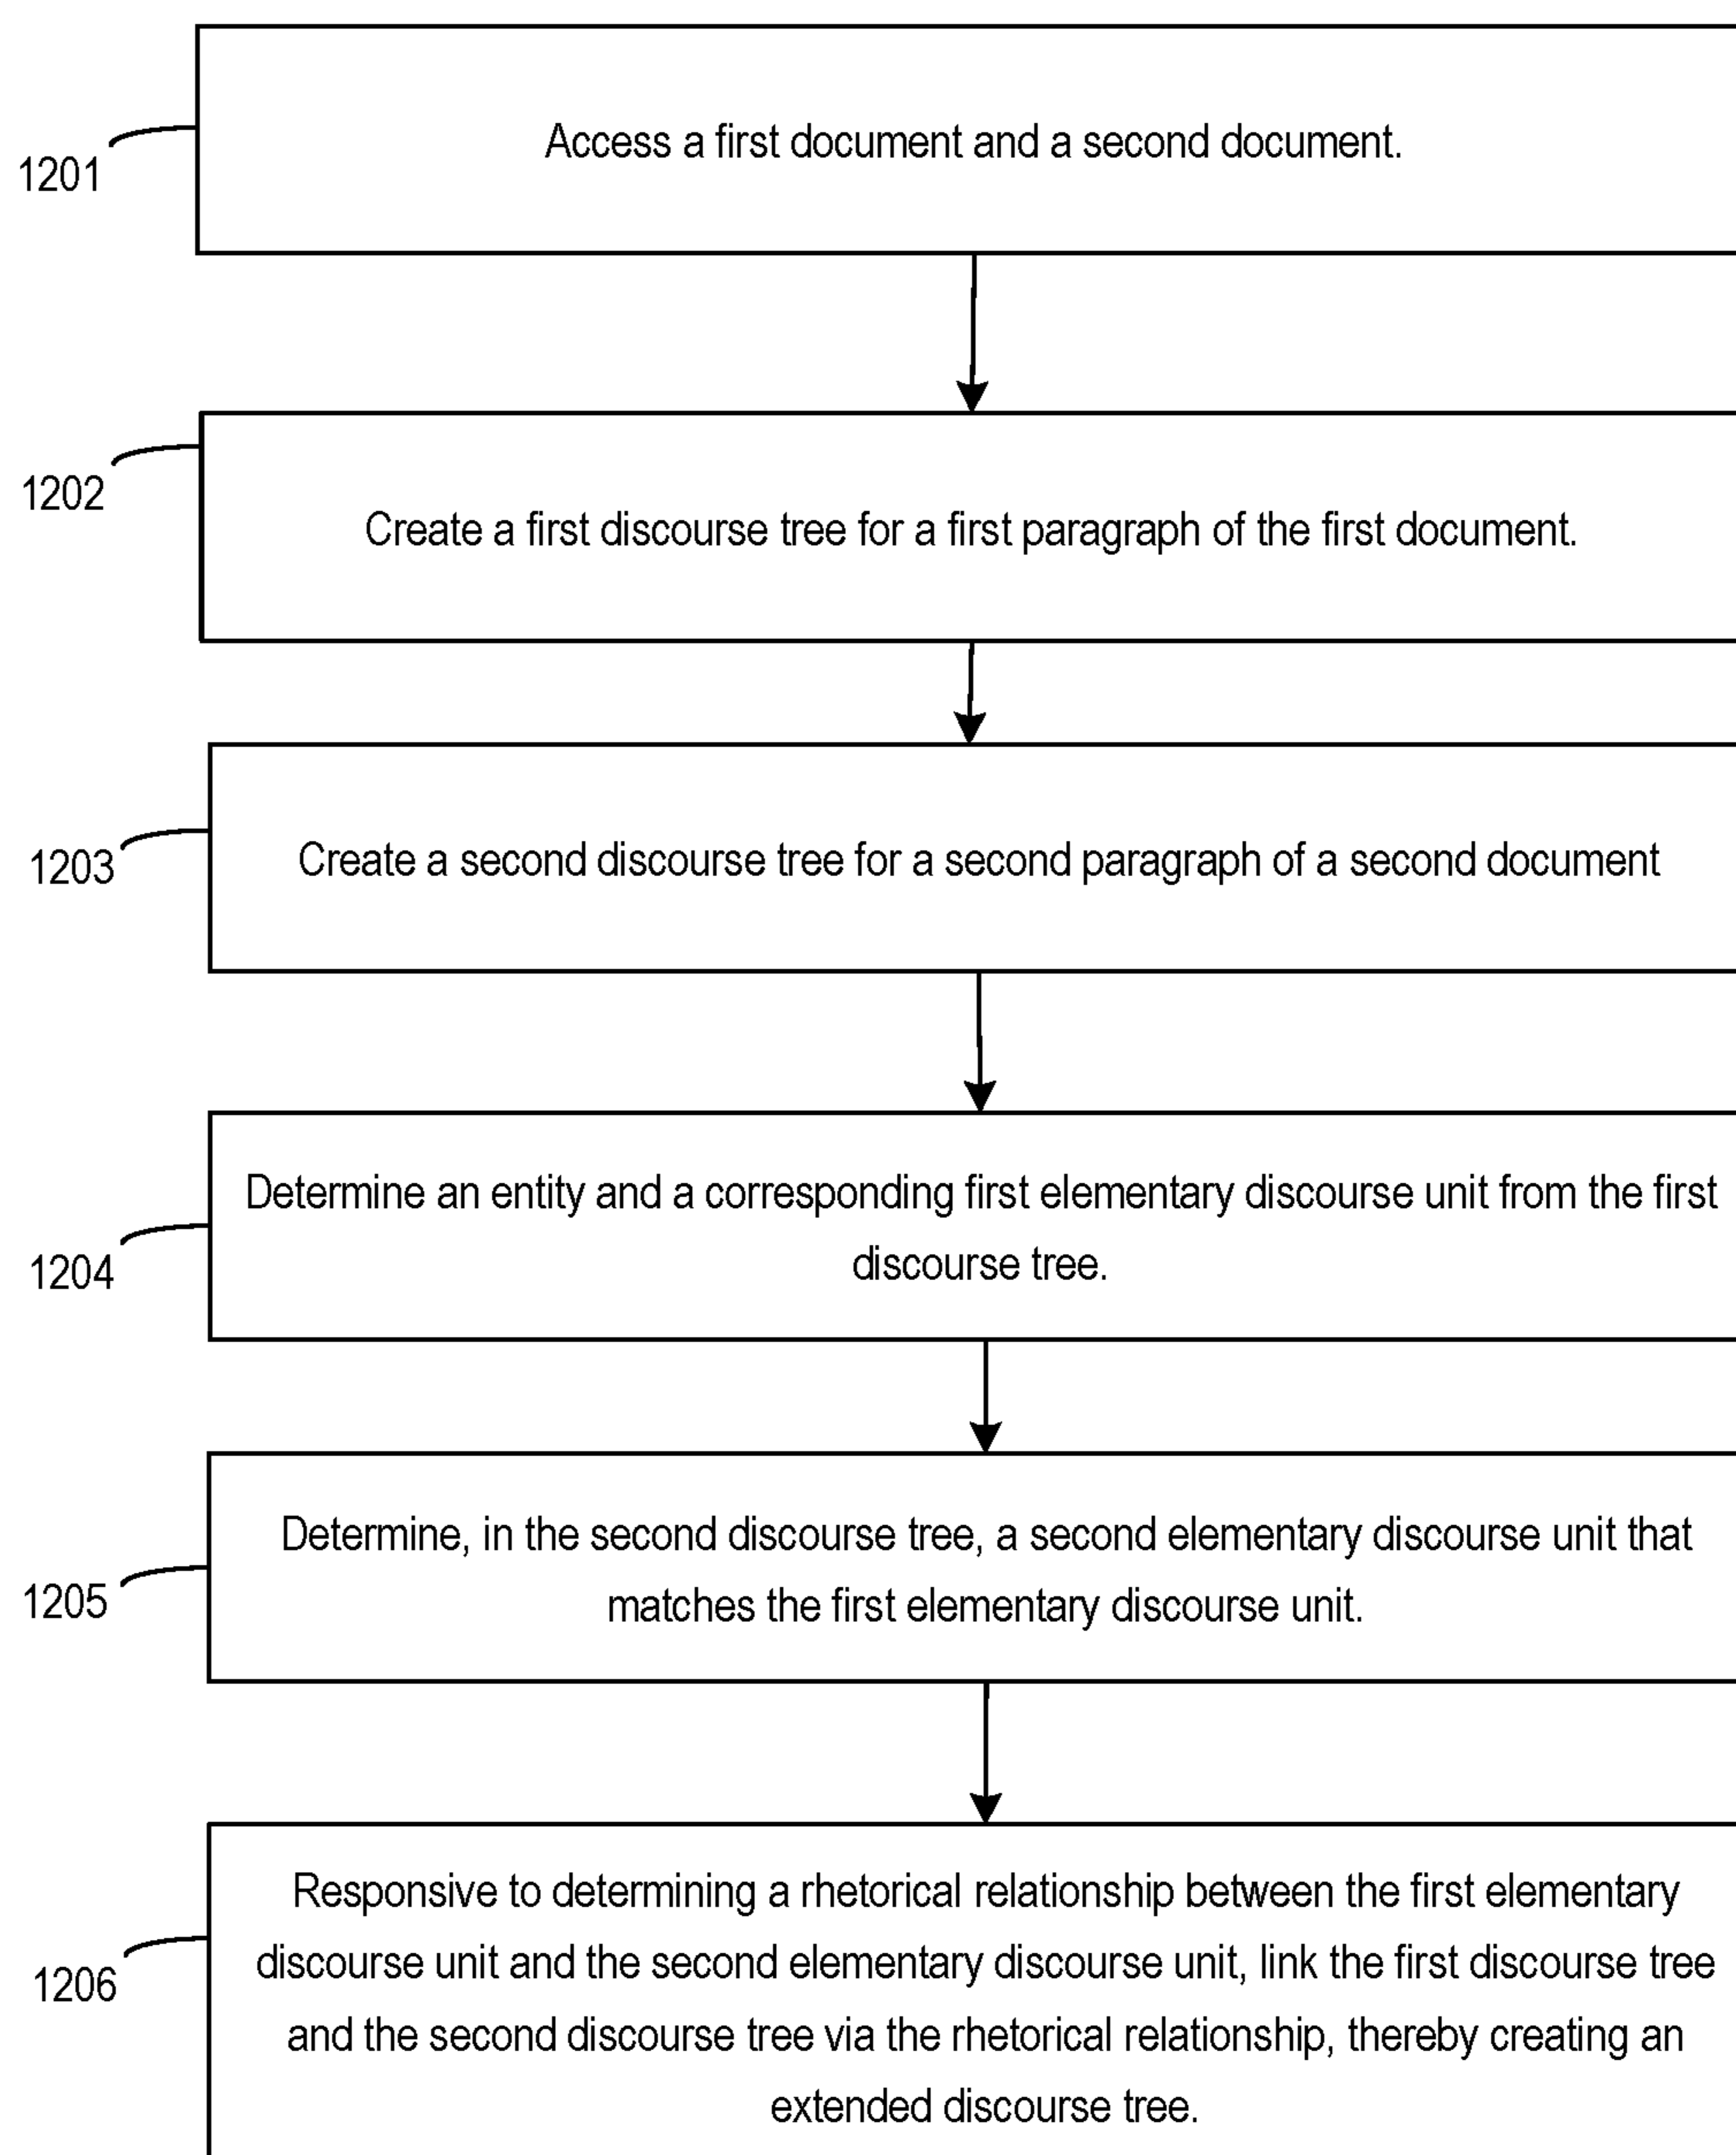 Access a first document and a second document.
1201
Create a first discourse tree for a first paragraph of the first document.
1202
Create a second discourse tree for a second paragraph of a second document
1203
Determine an entity and a corresponding first elementary discourse unit from the first
discourse tree.
1204
Determine, in the second discourse tree, a second elementary discourse unit that
matches the first elementary discourse unit.
1205
Responsive to determining a rhetorical relationship between the first elementary
discourse unit and the second elementary discourse unit, link the first discourse tree
and the second discourse tree via the rhetorical relationship, thereby creating an
extended discourse tree.
1206